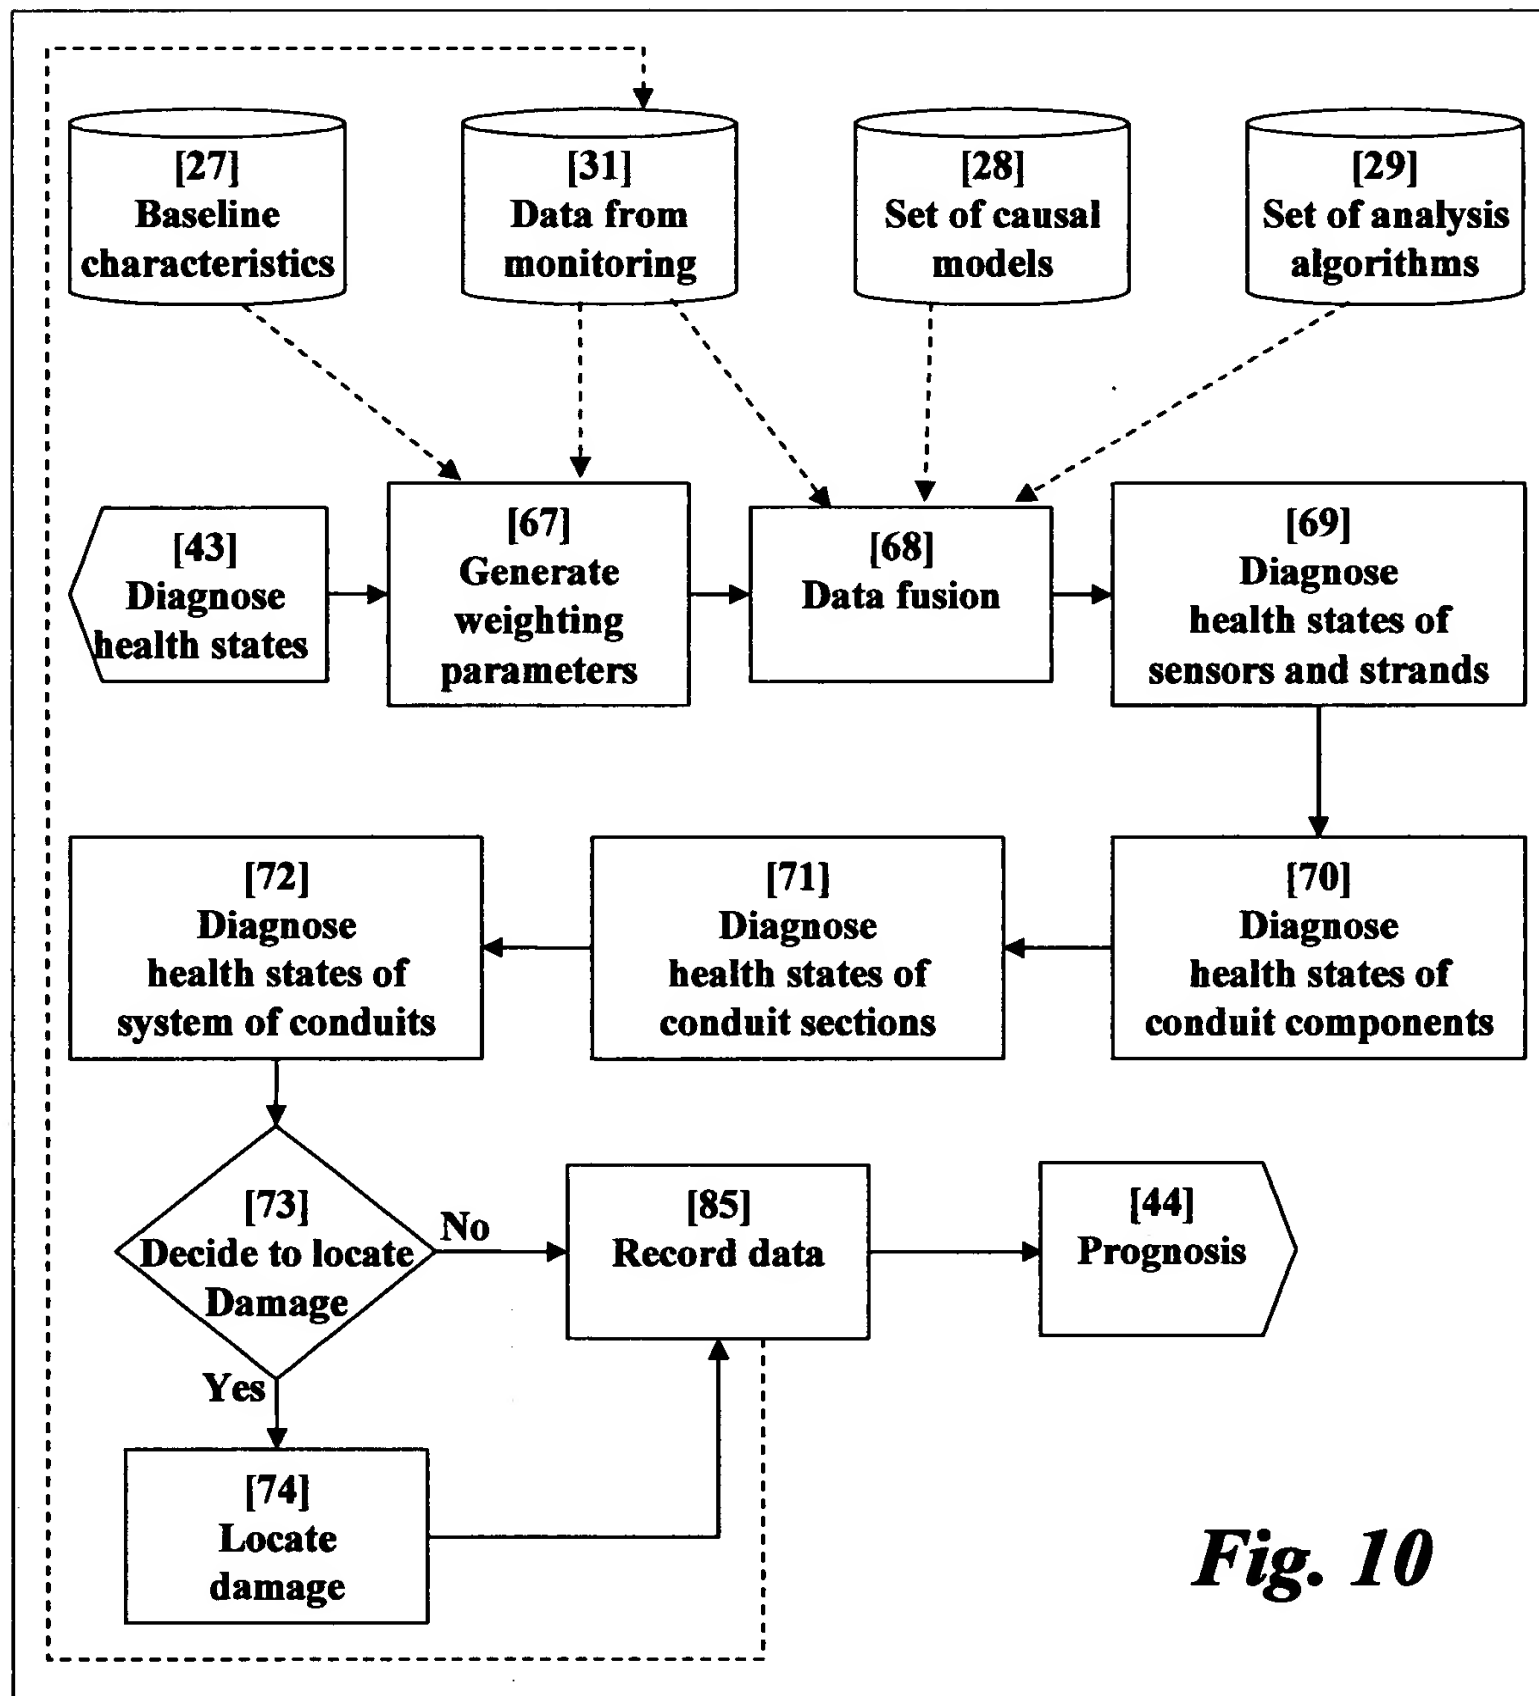 [27]
Baseline
characteristics
[31]
Data from
monitoring
[28]
Set of causal
models
[29]
Set of analysis
algorithms
[43]
Diagnose
health states
[67]
Generate
weighting
parameters
[68]
Data fusion
[69]
Diagnose
health states of
sensors and strands
[72]
Diagnose
health states of
system of conduits
[71]
Diagnose
health states of
conduit sections
[70]
Diagnose
health states of
conduit components
[73]
Decide to locate
Damage
No
Yes
[85]
Record data
[44]
Prognosis
[74]
Locate
damage
Fig. 10